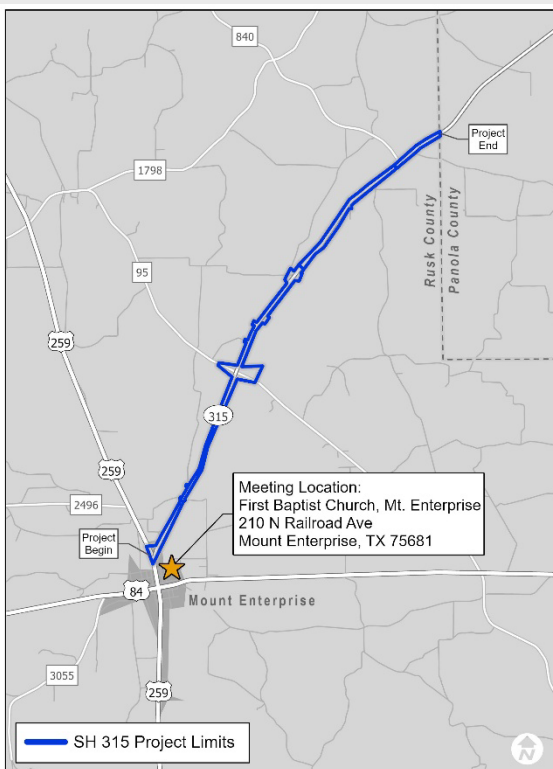 840
Project
End
1798
Rusk County
Panola County
95
259
315
259
Meeting Location:
First Baptist Church, Mt. Enterprise
210 N Railroad Ave
Mount Enterprise, TX 75681
2496
Project
Begin
84
Mount Enterprise
3055
259
SH 315 Project Limits
N